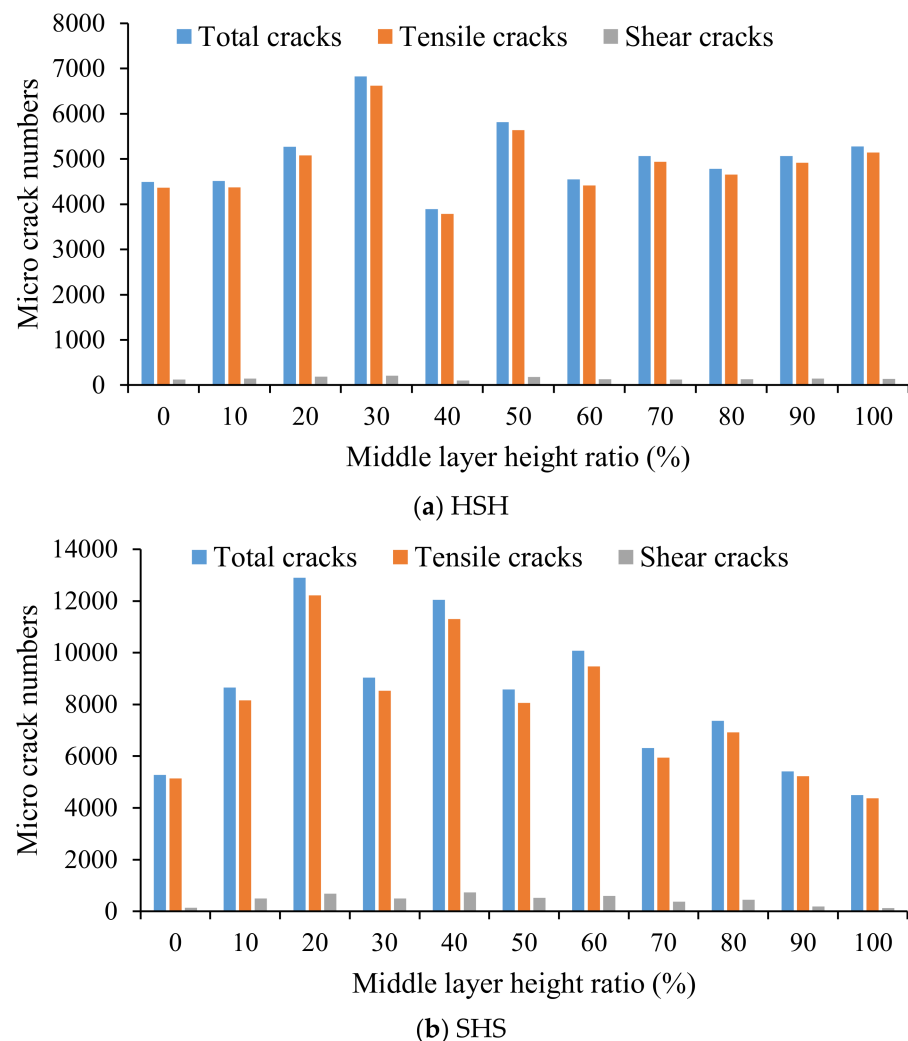 8000
Total cracks Tensile cracks Shear cracks
7000
6000
5000
4000
3000
2000
1000
0
Micro crack numbers
0 10 20 30 40 50 60 70 80 90 100
Middle layer height ratio (%)
(a) HSH
14000
Total cracks Tensile cracks Shear cracks
12000
10000
8000
6000
4000
2000
0
Micro crack numbers
0 10 20 30 40 50 60 70 80 90 100
Middle layer height ratio (%)
(b) SHS